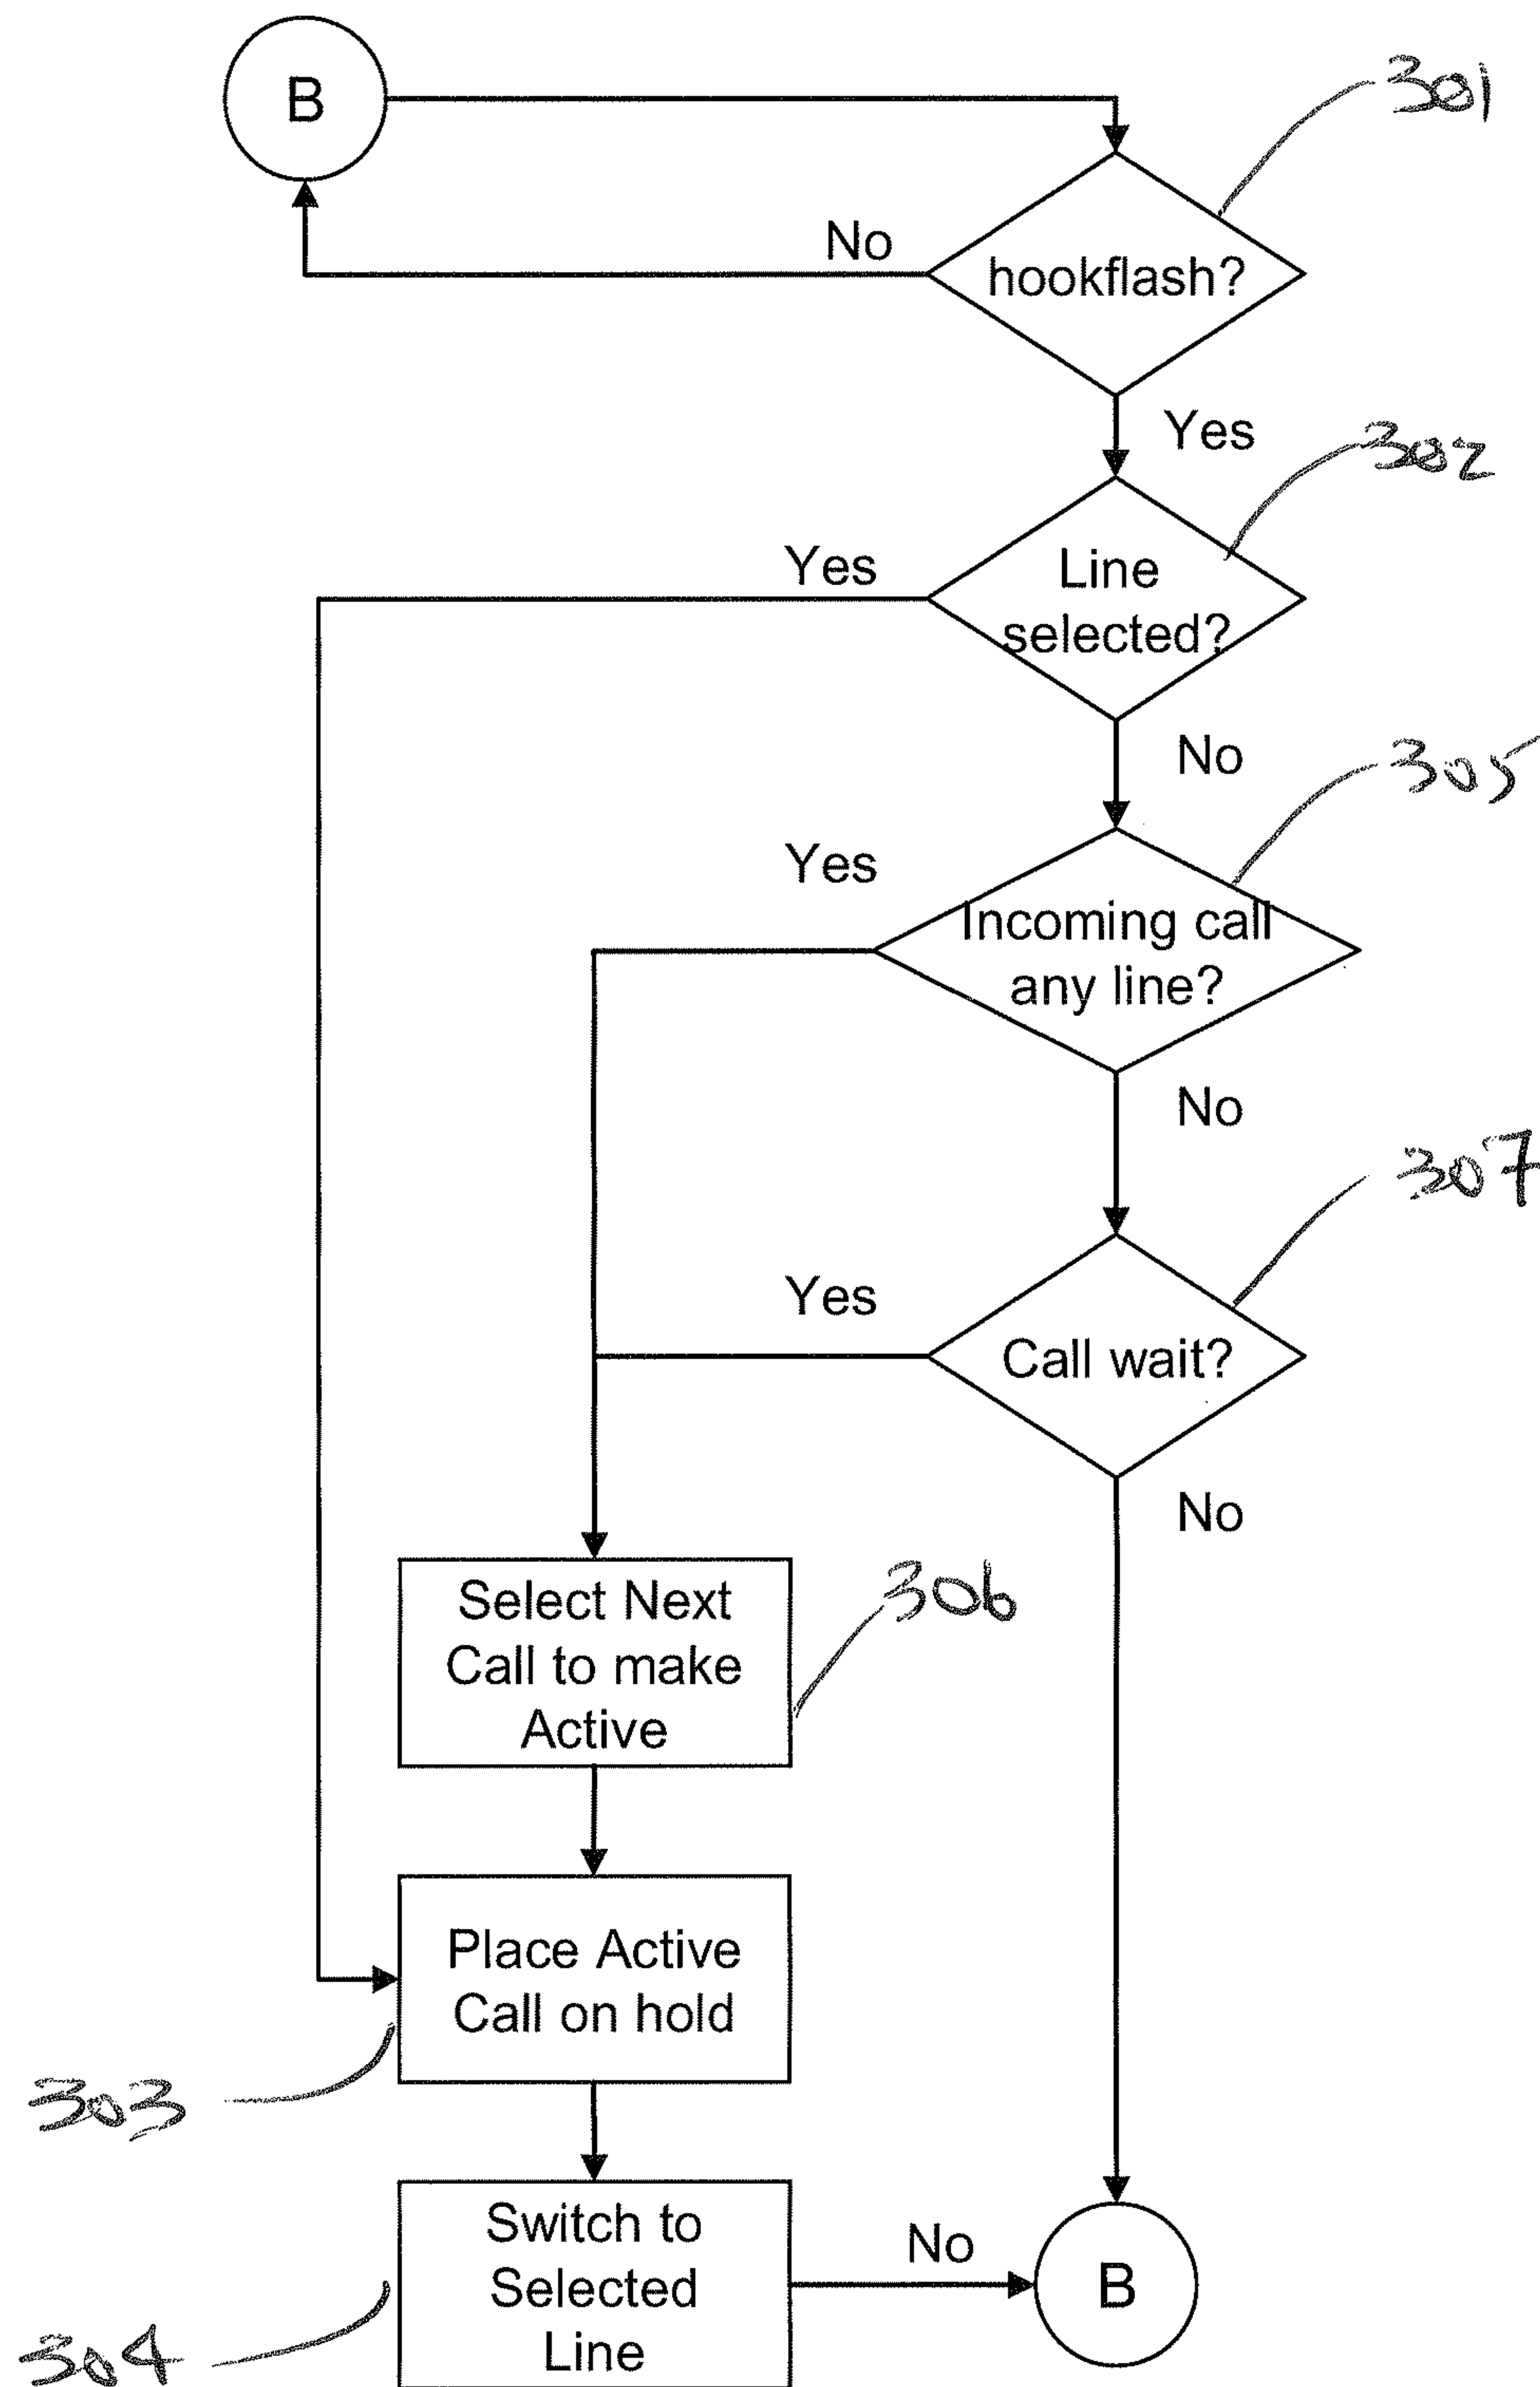 B
301
No
hookflash?
Yes
302
Yes
Line
selected?
No
305
Yes
Incoming call
any line?
No
307
Yes
Call wait?
No
Select Next
Call to make
Active
306
Place Active
Call on hold
303
Switch to
Selected
Line
No
B
304